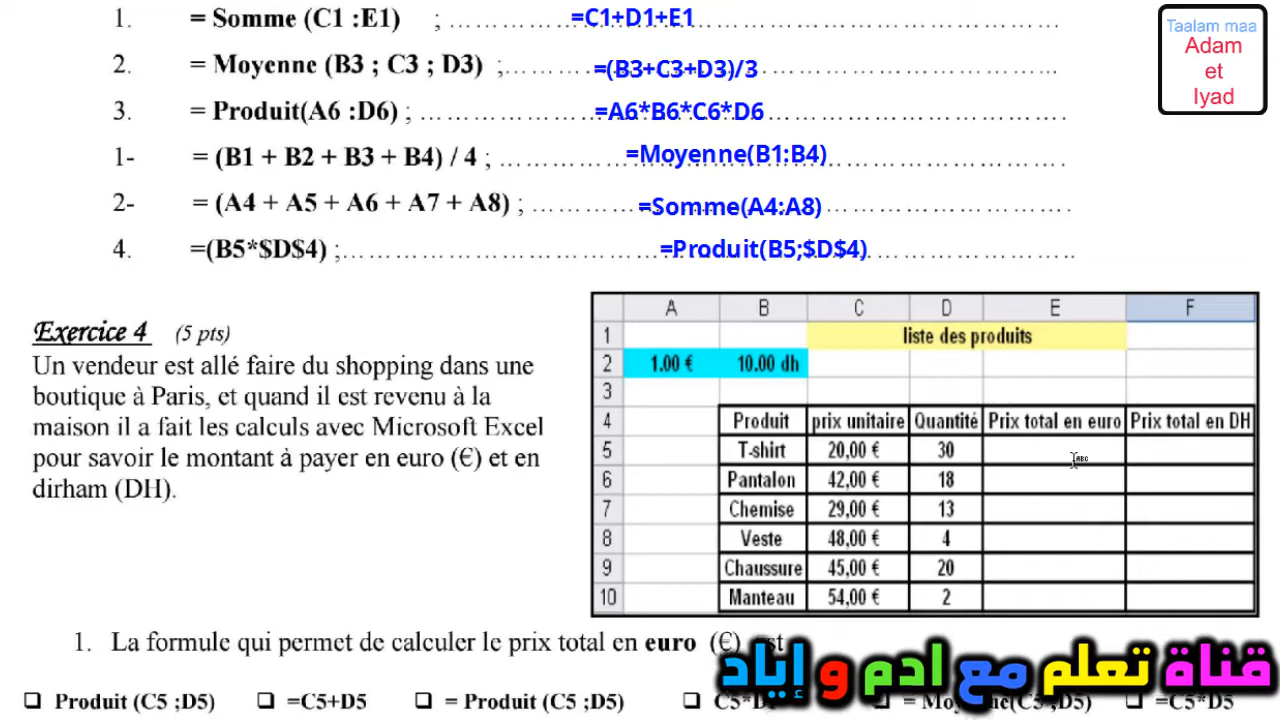 1. = Somme (C1 :E1) ; =C1+D1+E1
2. = Moyenne (B3 ; C3 ; D3) ; =(B3+C3+D3)/3
3. = Produit(A6 :D6) ; =A6*B6*C6*D6
1- = (B1 + B2 + B3 + B4) / 4 ; =Moyenne(B1:B4)
2- = (A4 + A5 + A6 + A7 + A8) ; =Somme(A4:A8)
4. =(B5*$D$4) ; =Produit(B5;$D$4)
Taalam maa
Adam
et
Iyad
Exercice 4 (5 pts)
Un vendeur est allé faire du shopping dans une
boutique à Paris, et quand il est revenu à la
maison il a fait les calculs avec Microsoft Excel
pour savoir le montant à payer en euro (€) et en
dirham (DH).
A B C D E F
1 liste des produits
2 1.00 € 10.00 dh
3
4 Produit prix unitaire Quantité Prix total en euro Prix total en DH
5 T-shirt 20,00 € 30
6 Pantalon 42,00 € 18
7 Chemise 29,00 € 13
8 Veste 48,00 € 4
9 Chaussure 45,00 € 20
10 Manteau 54,00 € 2
ABC
1. La formule qui permet de calculer le prix total en euro (€)
قناة تعلم مع ادم و إياد
Produit (C5 ;D5) =C5+D5 = Produit (C5 ;D5) =C5*D5